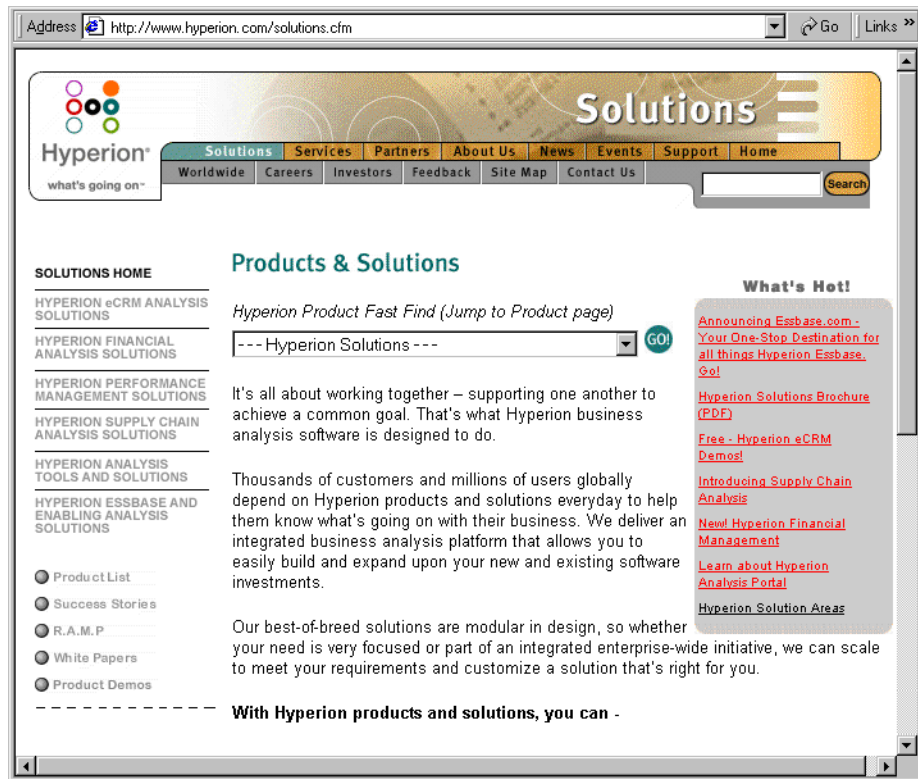 Address http://www.hyperion.com/solutions.cfm Go Links »
Solutions
Hyperion®
what's going on™
Solutions Services Partners About Us News Events Support Home
Worldwide Careers Investors Feedback Site Map Contact Us
Search
SOLUTIONS HOME
HYPERION eCRM ANALYSIS
SOLUTIONS
HYPERION FINANCIAL
ANALYSIS SOLUTIONS
HYPERION PERFORMANCE
MANAGEMENT SOLUTIONS
HYPERION SUPPLY CHAIN
ANALYSIS SOLUTIONS
HYPERION ANALYSIS
TOOLS AND SOLUTIONS
HYPERION ESSBASE AND
ENABLING ANALYSIS
SOLUTIONS
Product List
Success Stories
R.A.M.P
White Papers
Product Demos
Products & Solutions
Hyperion Product Fast Find (Jump to Product page)
--- Hyperion Solutions --- GO!
It's all about working together – supporting one another to
achieve a common goal. That's what Hyperion business
analysis software is designed to do.
Thousands of customers and millions of users globally
depend on Hyperion products and solutions everyday to help
them know what's going on with their business. We deliver an
integrated business analysis platform that allows you to
easily build and expand upon your new and existing software
investments.
Our best-of-breed solutions are modular in design, so whether
your need is very focused or part of an integrated enterprise-wide initiative, we can scale
to meet your requirements and customize a solution that's right for you.
With Hyperion products and solutions, you can -
What's Hot!
Announcing Essbase.com -
Your One-Stop Destination for
all things Hyperion Essbase.
Go!
Hyperion Solutions Brochure
(PDF)
Free - Hyperion eCRM
Demos!
Introducing Supply Chain
Analysis
New! Hyperion Financial
Management
Learn about Hyperion
Analysis Portal
Hyperion Solution Areas